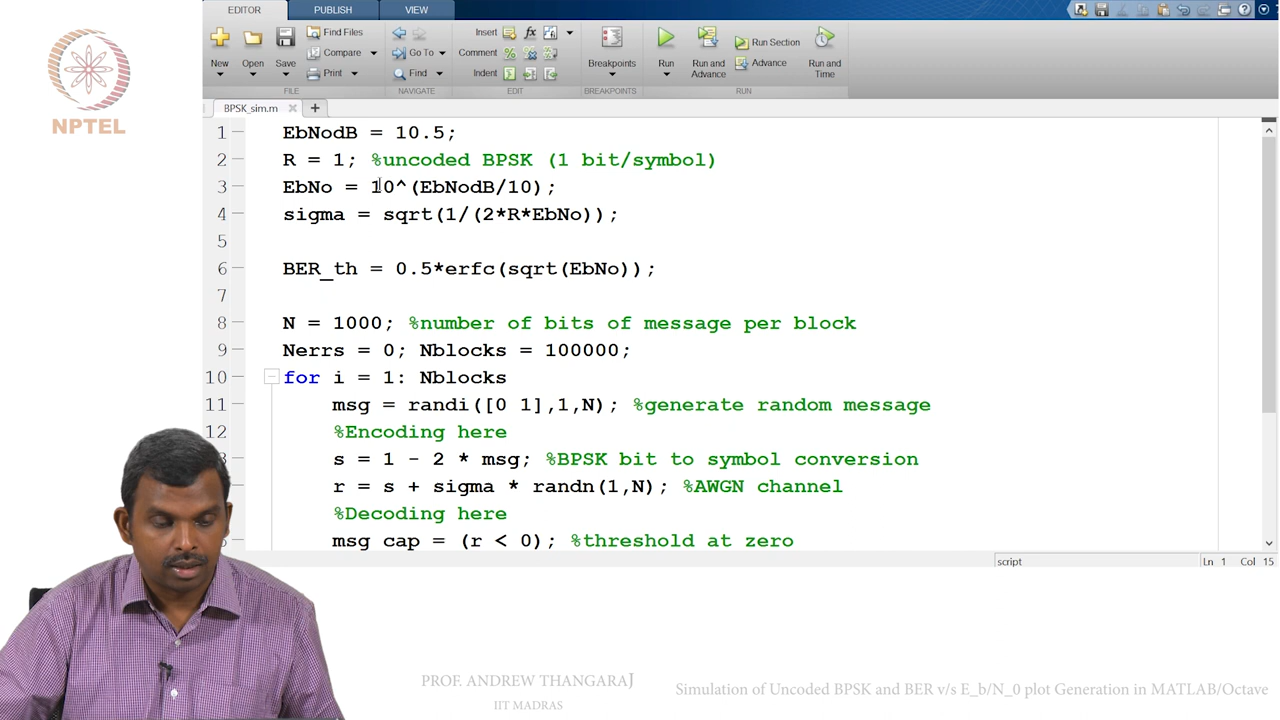 EDITOR PUBLISH VIEW
Find Files
Compare
Print
New Open Save
FILE
Go To
Find
NAVIGATE
Insert fx
Comment
Indent
EDIT
Breakpoints
BREAKPOINTS
Run
Run and Advance
Run Section
Advance
Run and Time
RUN
NPTEL
BPSK_sim.m
1 EbNodB = 10.5;
2 R = 1; %uncoded BPSK (1 bit/symbol)
3 EbNo = 10^(EbNodB/10);
4 sigma = sqrt(1/(2*R*EbNo));
5
6 BER_th = 0.5*erfc(sqrt(EbNo));
7
8 N = 1000; %number of bits of message per block
9 Nerrs = 0; Nblocks = 100000;
10 for i = 1: Nblocks
11 msg = randi([0 1],1,N); %generate random message
12 %Encoding here
s = 1 - 2 * msg; %BPSK bit to symbol conversion
r = s + sigma * randn(1,N); %AWGN channel
%Decoding here
msg cap = (r < 0); %threshold at zero
script Ln 1 Col 15
PROF. ANDREW THANGARAJ
IIT MADRAS
Simulation of Uncoded BPSK and BER v/s E_b/N_0 plot Generation in MATLAB/Octave